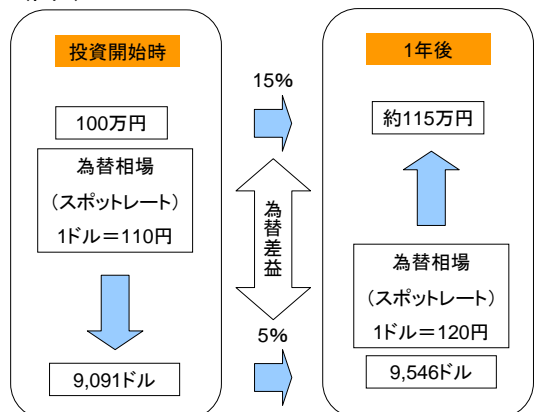 投資開始時
100万円
為替相場
（スポットレート）
1ドル＝110円
9,091ドル
15%
為替差益
5%
1年後
約115万円
為替相場
（スポットレート）
1ドル＝120円
9,546ドル